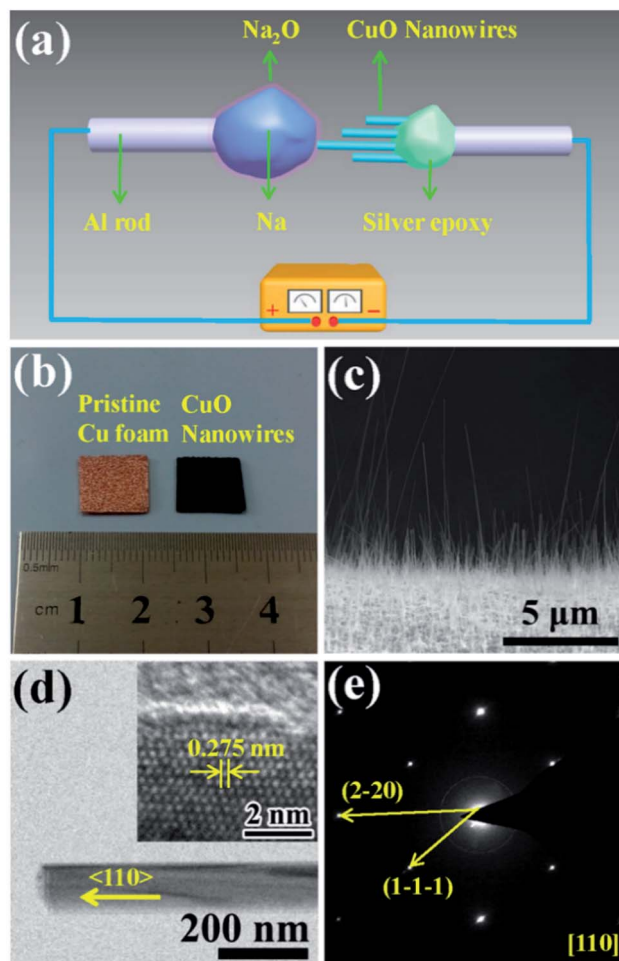 (a)
Na₂O
CuO Nanowires
Al rod
Na
Silver epoxy
+
−
(b)
Pristine
Cu foam
CuO
Nanowires
0.5mm
cm 1 2 3 4
(c)
5 μm
(d)
0.275 nm
2 nm
<110>
200 nm
(e)
(2-20)
(1-1-1)
[110]